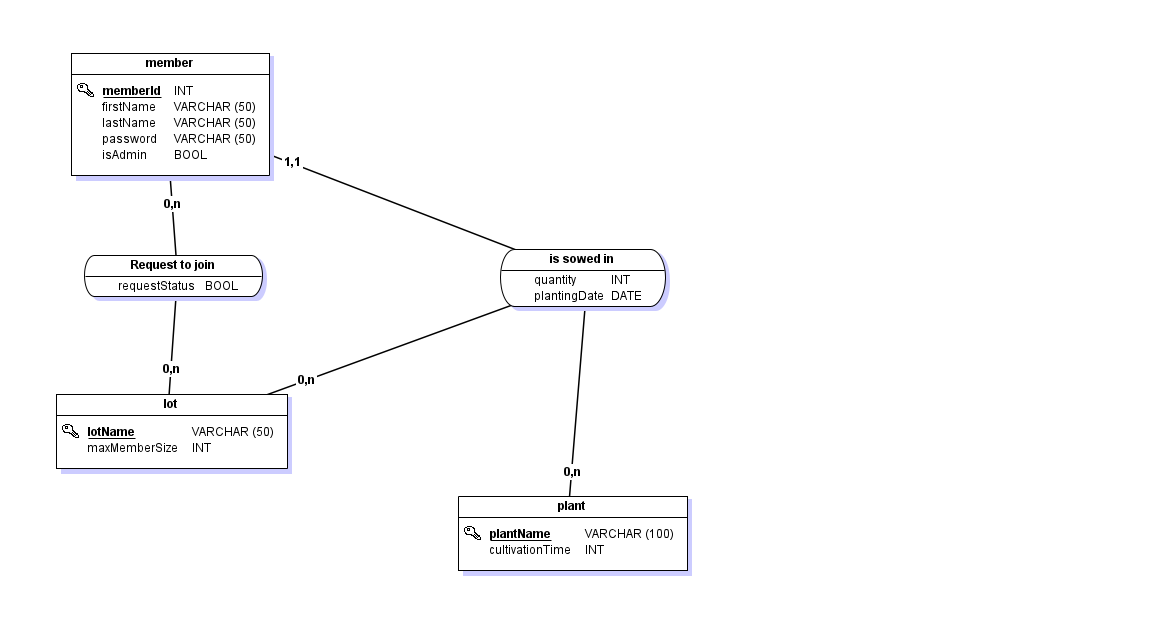 member
memberId INT
firstName VARCHAR (50)
lastName VARCHAR (50)
password VARCHAR (50)
isAdmin BOOL
1,1
0,n
Request to join
requestStatus BOOL
is sowed in
quantity INT
plantingDate DATE
0,n
0,n
lot
lotName VARCHAR (50)
maxMemberSize INT
0,n
plant
plantName VARCHAR (100)
cultivationTime INT